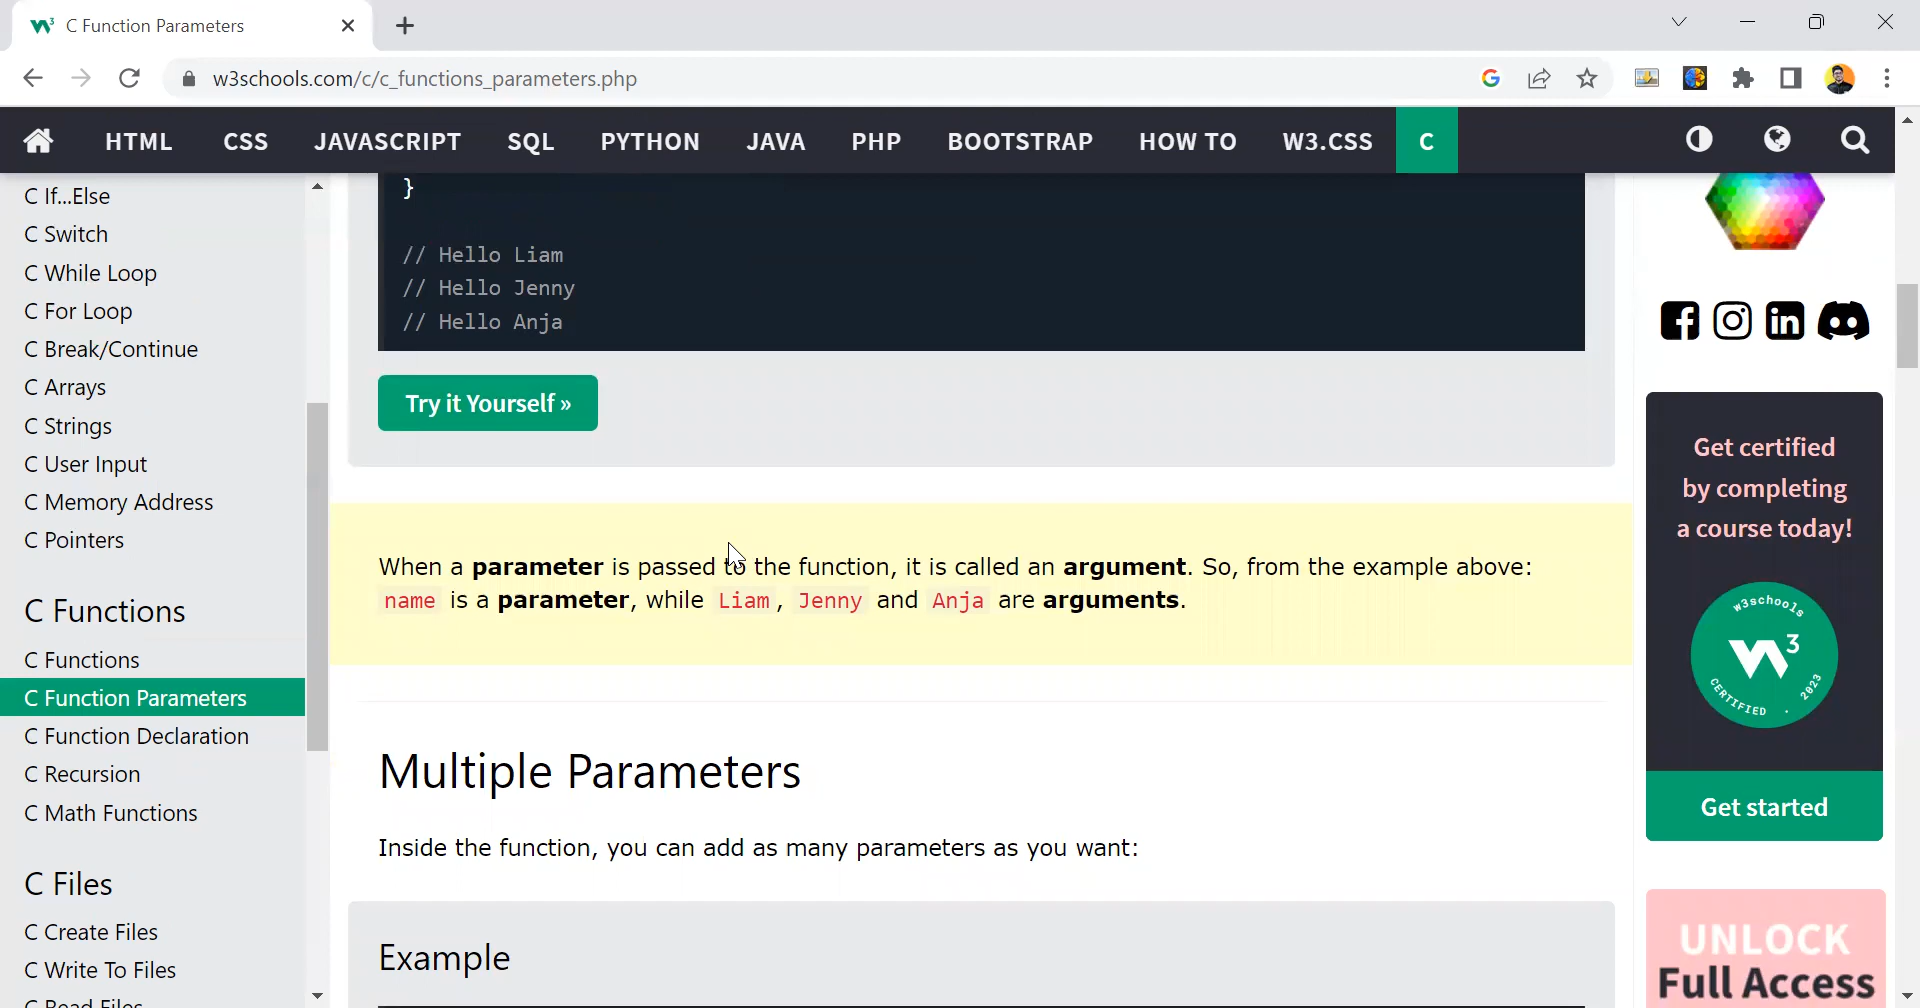 C Function Parameters
w3schools.com/c/c_functions_parameters.php
HTML CSS JAVASCRIPT SQL PYTHON JAVA PHP BOOTSTRAP HOW TO W3.CSS C
C If...Else
C Switch
C While Loop
C For Loop
C Break/Continue
C Arrays
C Strings
C User Input
C Memory Address
C Pointers
C Functions
C Functions
C Function Parameters
C Function Declaration
C Recursion
C Math Functions
C Files
C Create Files
C Write To Files
C Read Files
}
// Hello Liam
// Hello Jenny
// Hello Anja
Try it Yourself »
When a parameter is passed to the function, it is called an argument. So, from the example above:
name is a parameter, while Liam, Jenny and Anja are arguments.
Multiple Parameters
Inside the function, you can add as many parameters as you want:
Example
Get certified
by completing
a course today!
w3schools
W3
CERTIFIED . 2023
Get started
UNLOCK
Full Access